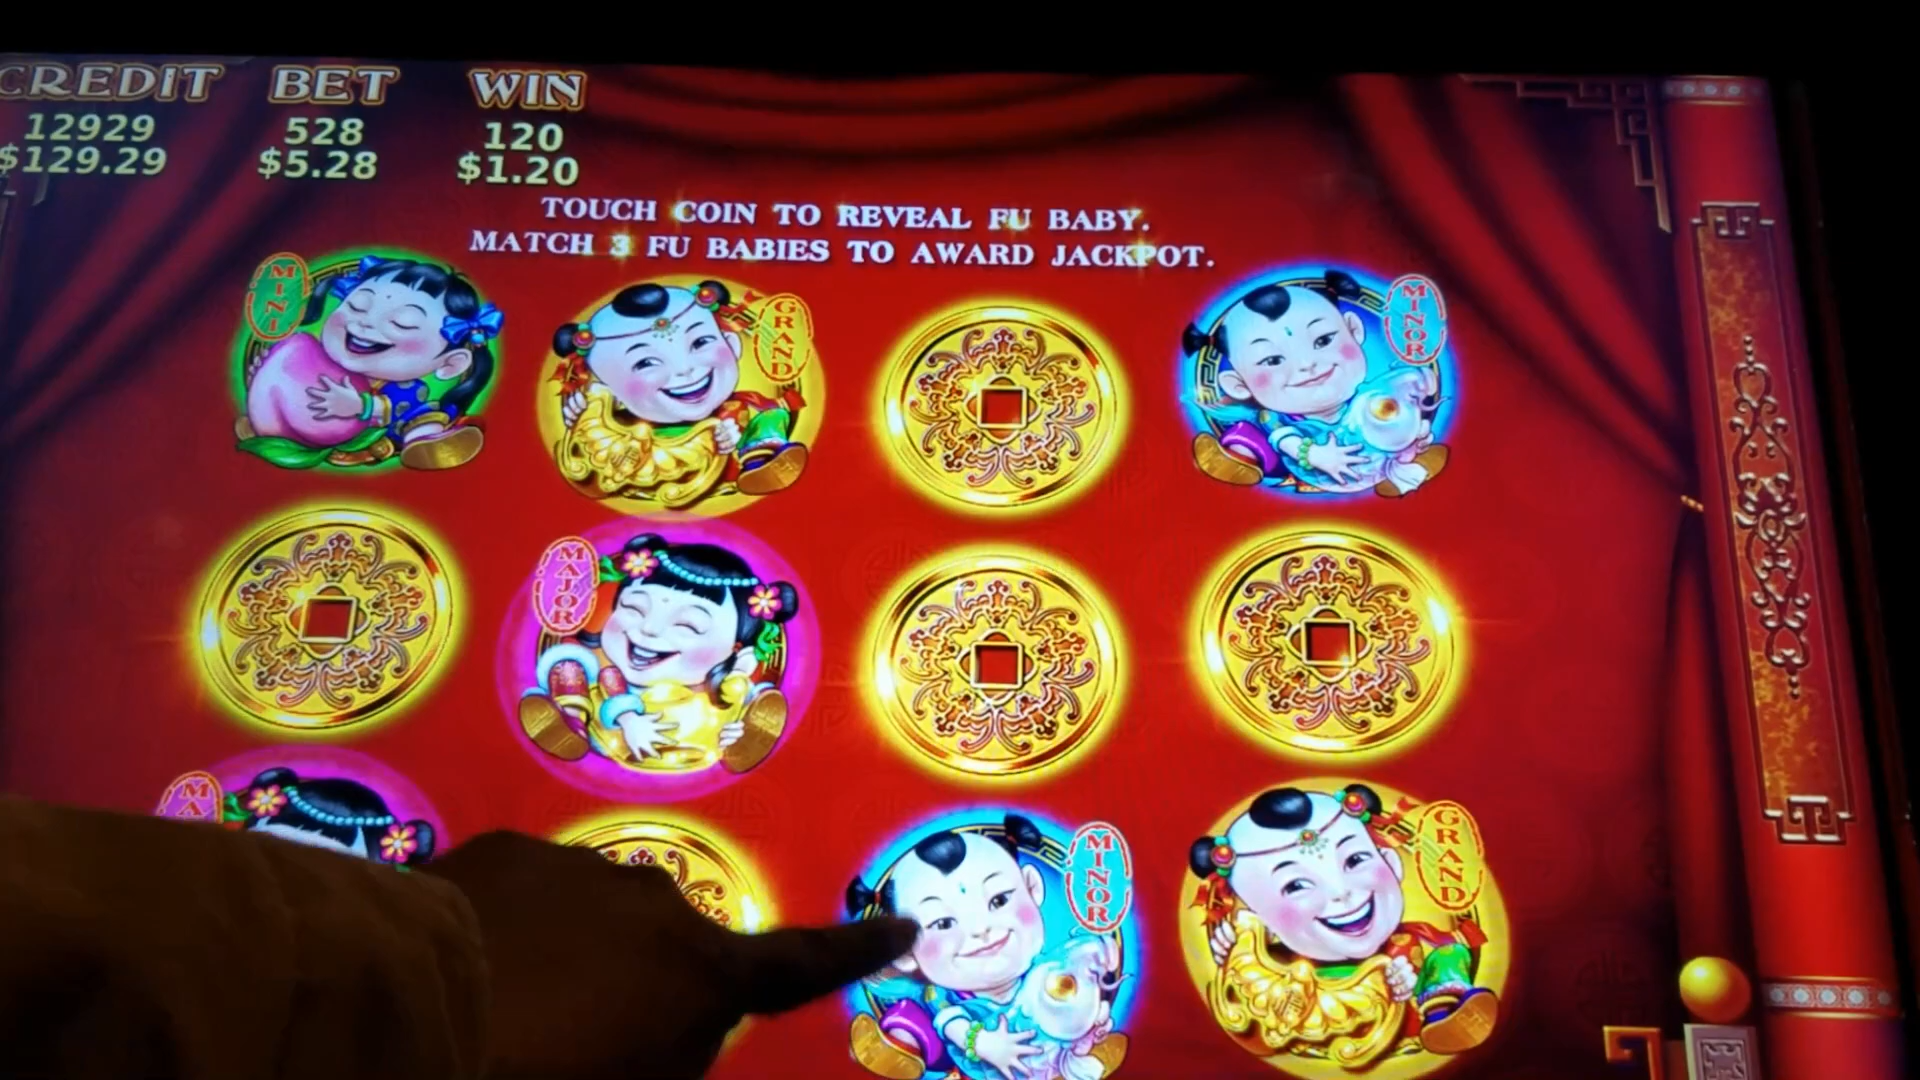 CREDIT BET WIN
12929 528 120
$129.29 $5.28 $1.20
TOUCH COIN TO REVEAL FU BABY.
MATCH 3 FU BABIES TO AWARD JACKPOT.
MINI
GRAND
MINOR
MAJOR
MA
MINOR
GRAND